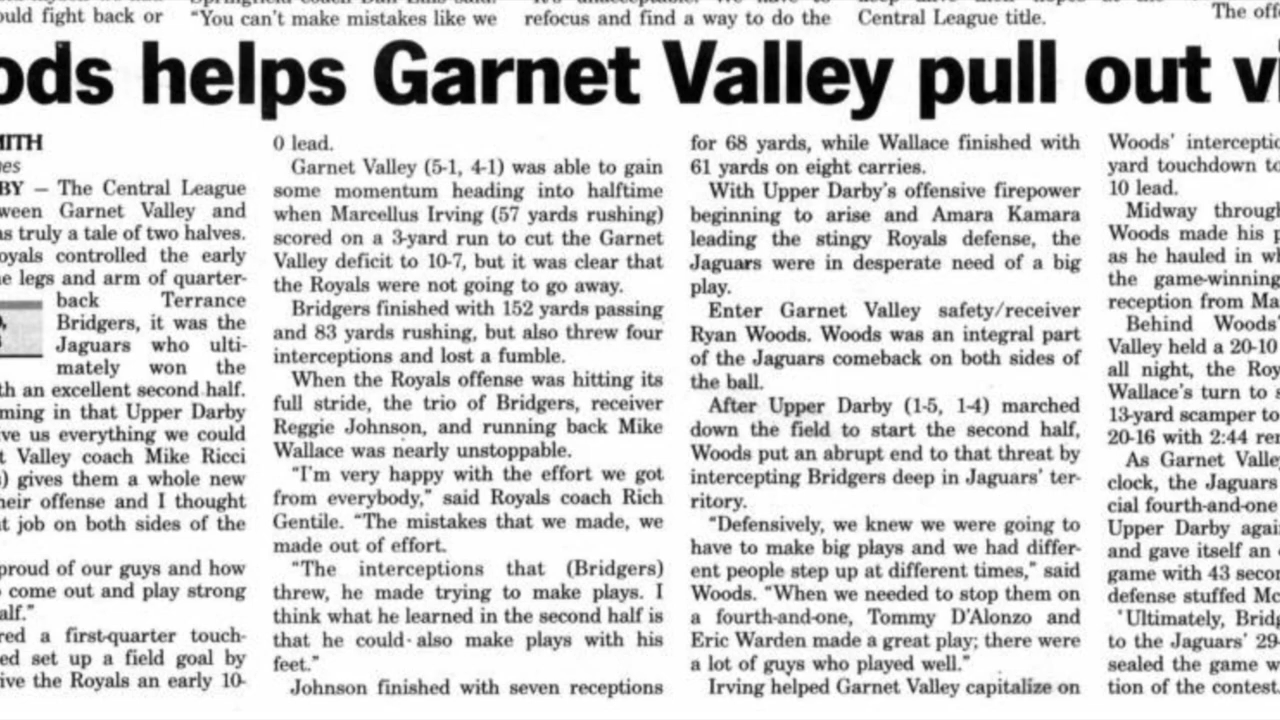 ould fight back or
"You can't make mistakes like we
refocus and find a way to do the
Central League title.
The off
ods helps Garnet Valley pull out vi
MITH
es
BY — The Central League
ween Garnet Valley and
as truly a tale of two halves.
oyals controlled the early
e legs and arm of quarter-
back Terrance
Bridgers, it was the
Jaguars who ulti-
mately won the
th an excellent second half.
ming in that Upper Darby
ve us everything we could
t Valley coach Mike Ricci
) gives them a whole new
heir offense and I thought
t job on both sides of the
proud of our guys and how
come out and play strong
alf."
red a first-quarter touch-
ed set up a field goal by
ive the Royals an early 10-
0 lead.
Garnet Valley (5-1, 4-1) was able to gain
some momentum heading into halftime
when Marcellus Irving (57 yards rushing)
scored on a 3-yard run to cut the Garnet
Valley deficit to 10-7, but it was clear that
the Royals were not going to go away.
Bridgers finished with 152 yards passing
and 83 yards rushing, but also threw four
interceptions and lost a fumble.
When the Royals offense was hitting its
full stride, the trio of Bridgers, receiver
Reggie Johnson, and running back Mike
Wallace was nearly unstoppable.
"I'm very happy with the effort we got
from everybody," said Royals coach Rich
Gentile. "The mistakes that we made, we
made out of effort.
"The interceptions that (Bridgers)
threw, he made trying to make plays. I
think what he learned in the second half is
that he could also make plays with his
feet."
Johnson finished with seven receptions
for 68 yards, while Wallace finished with
61 yards on eight carries.
With Upper Darby's offensive firepower
beginning to arise and Amara Kamara
leading the stingy Royals defense, the
Jaguars were in desperate need of a big
play.
Enter Garnet Valley safety/receiver
Ryan Woods. Woods was an integral part
of the Jaguars comeback on both sides of
the ball.
After Upper Darby (1-5, 1-4) marched
down the field to start the second half,
Woods put an abrupt end to that threat by
intercepting Bridgers deep in Jaguars' ter-
ritory.
"Defensively, we knew we were going to
have to make big plays and we had differ-
ent people step up at different times," said
Woods. "When we needed to stop them on
a fourth-and-one, Tommy D'Alonzo and
Eric Warden made a great play; there were
a lot of guys who played well."
Irving helped Garnet Valley capitalize on
Woods' interceptio
yard touchdown to
10 lead.
Midway through
Woods made his p
as he hauled in wh
the game-winning
reception from Ma
Behind Woods'
Valley held a 20-10
all night, the Roy
Wallace's turn to s
13-yard scamper to
20-16 with 2:44 rem
As Garnet Valley
clock, the Jaguars
cial fourth-and-one
Upper Darby agai
and gave itself an o
game with 43 secon
defense stuffed Mc
Ultimately, Bridg
to the Jaguars' 29-
sealed the game w
tion of the contest.